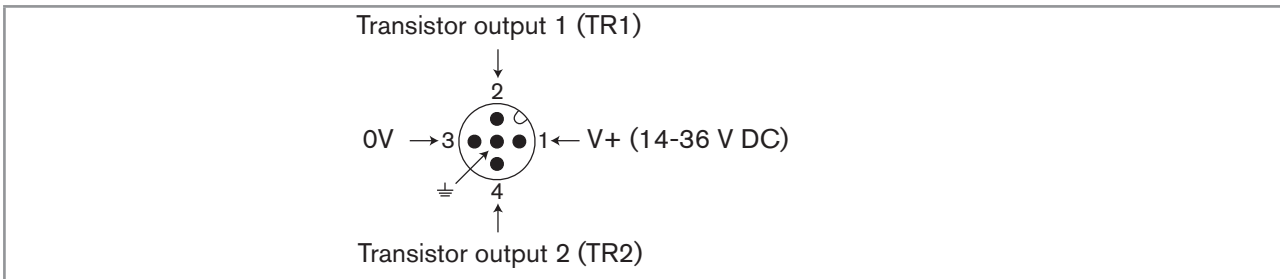 Transistor output 1 (TR1)
2
0V 3 1 V+ (14-36 V DC)
4
Transistor output 2 (TR2)